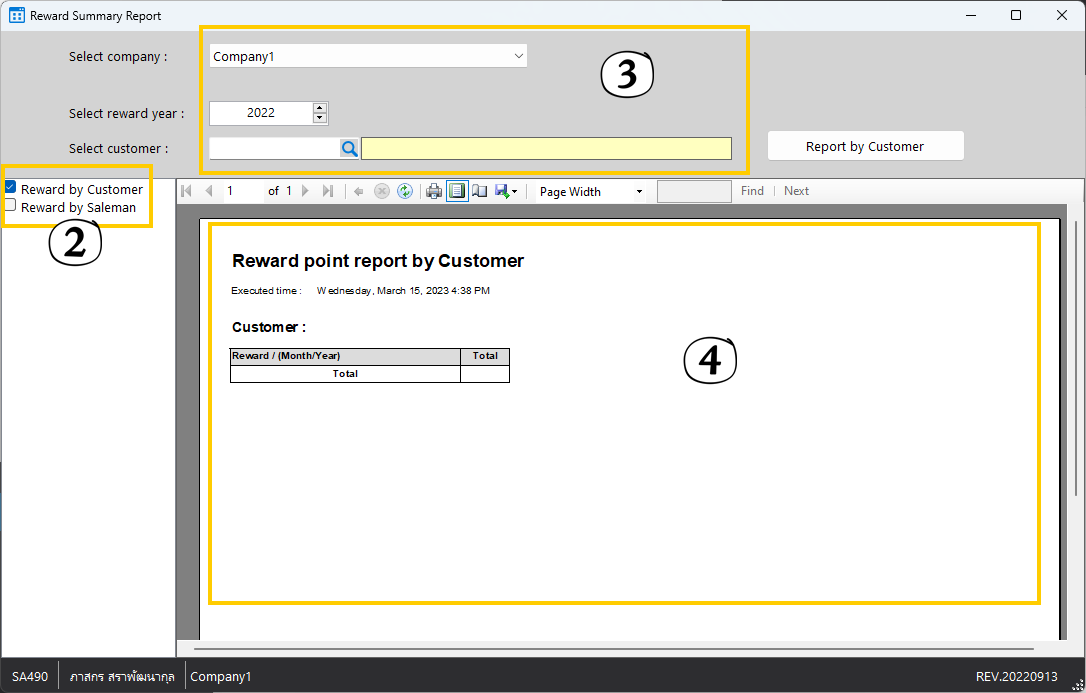 Reward Summary Report
Select company :
Company1
3
Select reward year :
2022
Select customer :
Report by Customer
Reward by Customer
Reward by Saleman
2
1 of 1
Page Width
Find | Next
Reward point report by Customer
Executed time : Wednesday, March 15, 2023 4:38 PM
Customer :
Reward / (Month/Year) Total
Total
4
SA490 ภาสกร สราพัฒนากุล Company1 REV.20220913